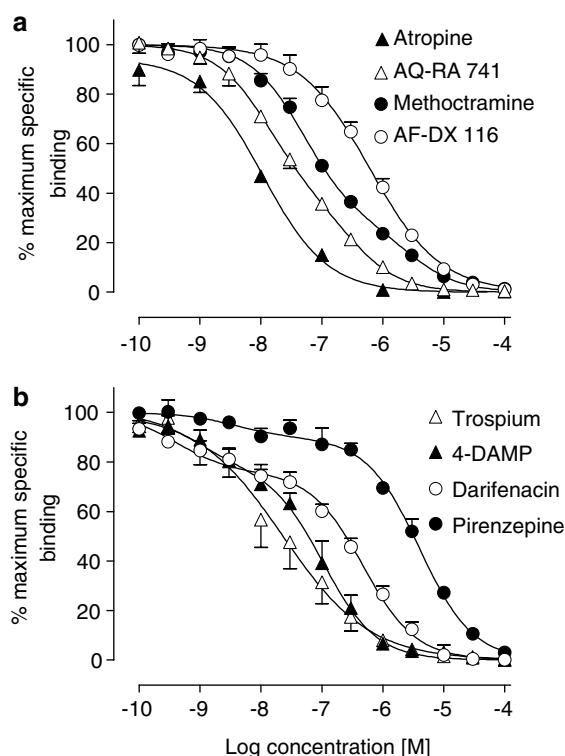 a
Atropine
AQ-RA 741
Methoctramine
AF-DX 116
% maximum specific
binding
100
80
60
40
20
0
-10
-9
-8
-7
-6
-5
-4
b
Trospium
4-DAMP
Darifenacin
Pirenzepine
% maximum specific
binding
100
80
60
40
20
0
-10
-9
-8
-7
-6
-5
-4
Log concentration [M]